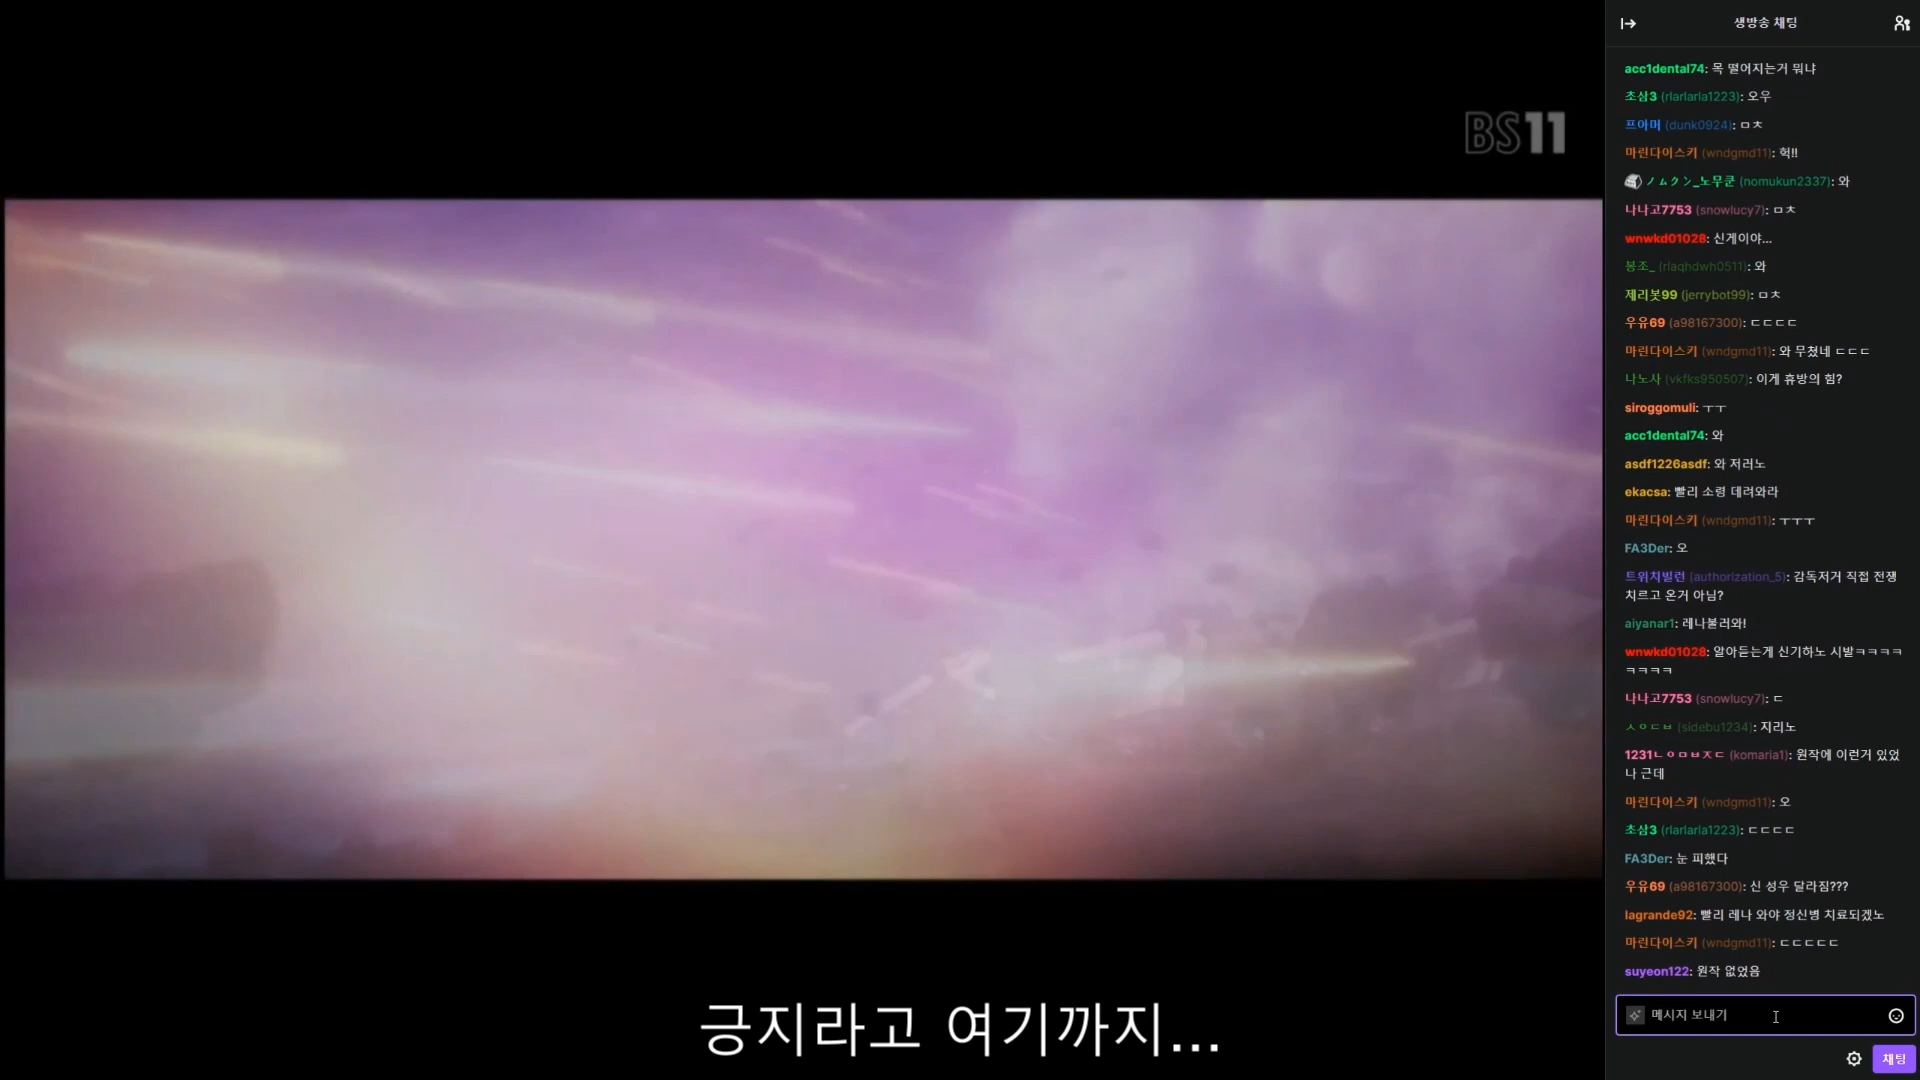 BS11
긍지라고 여기까지...
생방송 채팅
acc1dental74: 목 떨어지는거 뭐냐
초삼3 (rlarlarla1223): 오우
프아머 (dunk0924): ㅁㅊ
마린다이스키 (wndgmd11): 헉!!
ノムクン_노무쿤 (nomukun2337): 와
나나고7753 (snowlucy7): ㅁㅊ
wnwkd01028: 신게이야...
봉조_ (rlaqhdwh0511): 와
제리봇99 (jerrybot99): ㅁㅊ
우유69 (a98167300): ㄷㄷㄷㄷ
마린다이스키 (wndgmd11): 와 무쳤네 ㄷㄷㄷ
나노사 (vkfks950507): 이게 휴방의 힘?
siroggomuli: ㅜㅜ
acc1dental74: 와
asdf1226asdf: 와 저러노
ekacsa: 빨리 소령 데려와라
마린다이스키 (wndgmd11): ㅜㅜㅜ
FA3Der: 오
트위치빌런 (authorization_5): 감독저거 직접 전쟁
치르고 온거 아님?
aiyanar1: 레나불러와!
wnwkd01028: 알아듣는게 신기하노 시발ㅋㅋㅋㅋ
ㅋㅋㅋㅋ
나나고7753 (snowlucy7): ㄷ
ㅅㅇㄷㅂ (sidebu1234): 지리노
1231ㄴㅇㅁㅂㅈㄷ (komaria1): 원작에 이런거 있었
나 근데
마린다이스키 (wndgmd11): 오
초삼3 (rlarlarla1223): ㄷㄷㄷㄷ
FA3Der: 눈 피했다
우유69 (a98167300): 신 성우 달라짐???
lagrande92: 빨리 레나 와야 정신병 치료되겠노
마린다이스키 (wndgmd11): ㄷㄷㄷㄷㄷ
suyeon122: 원작 없었음
메시지 보내기
채팅